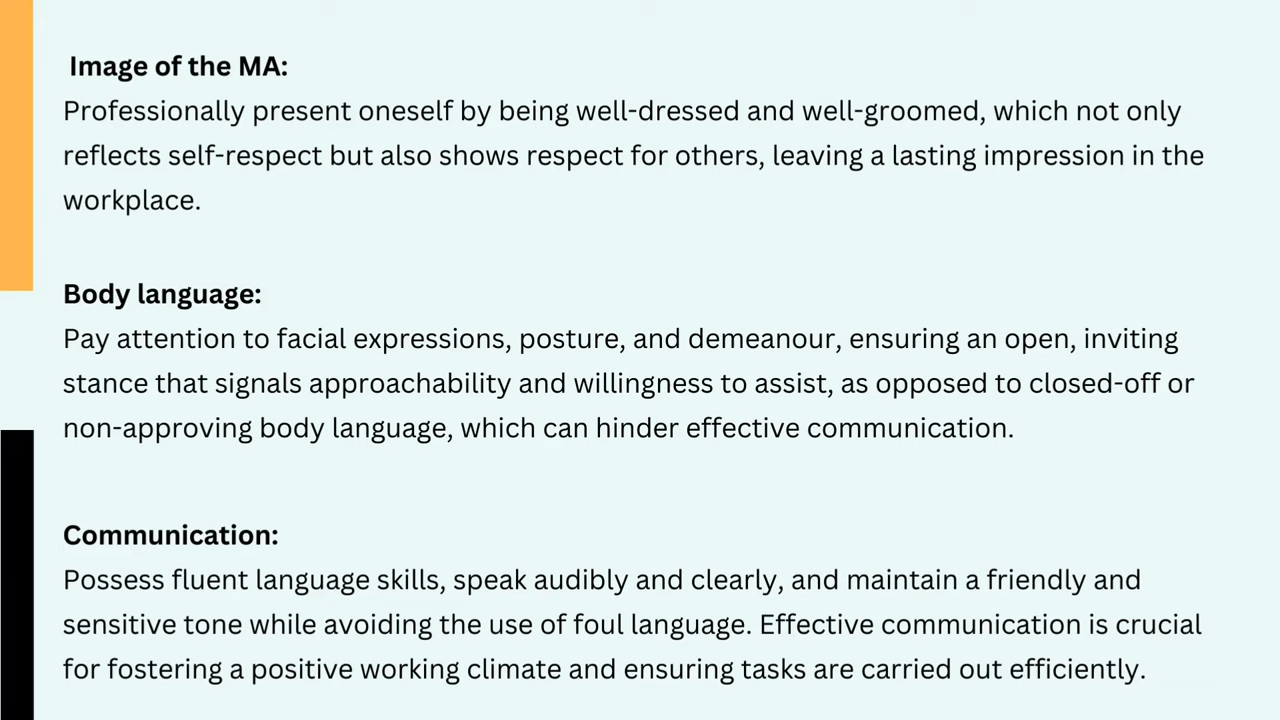 Image of the MA:
Professionally present oneself by being well-dressed and well-groomed, which not only
reflects self-respect but also shows respect for others, leaving a lasting impression in the
workplace.
Body language:
Pay attention to facial expressions, posture, and demeanour, ensuring an open, inviting
stance that signals approachability and willingness to assist, as opposed to closed-off or
non-approving body language, which can hinder effective communication.
Communication:
Possess fluent language skills, speak audibly and clearly, and maintain a friendly and
sensitive tone while avoiding the use of foul language. Effective communication is crucial
for fostering a positive working climate and ensuring tasks are carried out efficiently.